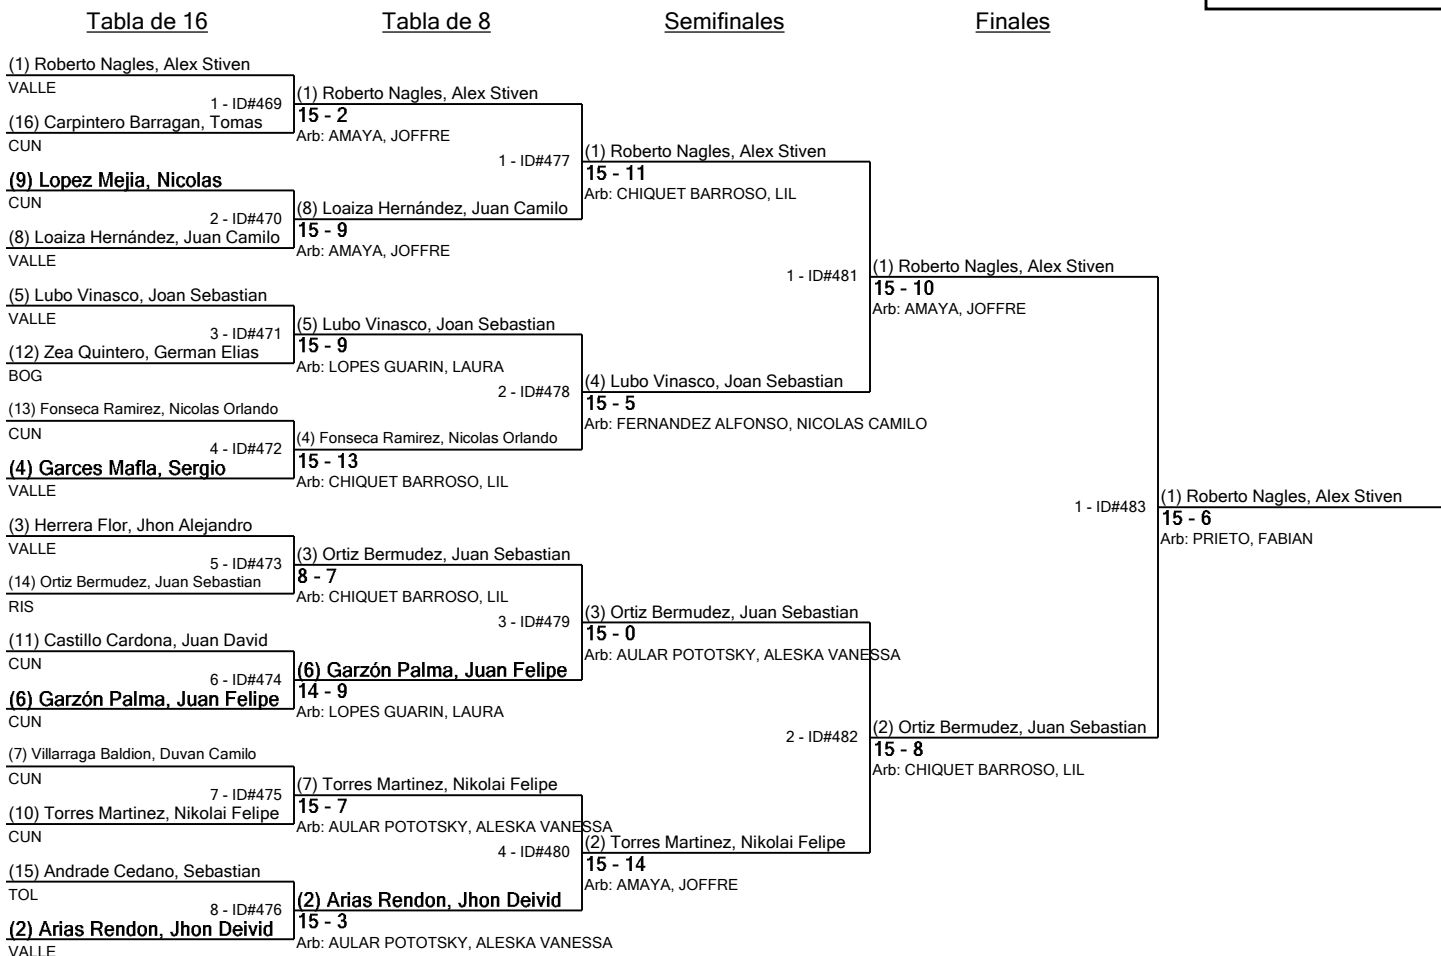 Tabla de 16
Tabla de 8
Semifinales
Finales
(1) Roberto Nagles, Alex Stiven
VALLE
1 - ID#469
(16) Carpintero Barragan, Tomas
CUN
(9) Lopez Mejia, Nicolas
CUN
2 - ID#470
(8) Loaiza Hernández, Juan Camilo
VALLE
(5) Lubo Vinasco, Joan Sebastian
VALLE
3 - ID#471
(12) Zea Quintero, German Elias
BOG
(13) Fonseca Ramirez, Nicolas Orlando
CUN
4 - ID#472
(4) Garces Mafla, Sergio
VALLE
(3) Herrera Flor, Jhon Alejandro
VALLE
5 - ID#473
(14) Ortiz Bermudez, Juan Sebastian
RIS
(11) Castillo Cardona, Juan David
CUN
6 - ID#474
(6) Garzón Palma, Juan Felipe
CUN
(7) Villarraga Baldion, Duvan Camilo
CUN
7 - ID#475
(10) Torres Martinez, Nikolai Felipe
CUN
(15) Andrade Cedano, Sebastian
TOL
8 - ID#476
(2) Arias Rendon, Jhon Deivid
VALLE
(1) Roberto Nagles, Alex Stiven
15 - 2
Arb: AMAYA, JOFFRE
1 - ID#477
(8) Loaiza Hernández, Juan Camilo
15 - 9
Arb: AMAYA, JOFFRE
(5) Lubo Vinasco, Joan Sebastian
15 - 9
Arb: LOPES GUARIN, LAURA
2 - ID#478
(4) Fonseca Ramirez, Nicolas Orlando
15 - 13
Arb: CHIQUET BARROSO, LIL
(3) Ortiz Bermudez, Juan Sebastian
8 - 7
Arb: CHIQUET BARROSO, LIL
3 - ID#479
(6) Garzón Palma, Juan Felipe
14 - 9
Arb: LOPES GUARIN, LAURA
(7) Torres Martinez, Nikolai Felipe
15 - 7
Arb: AULAR POTOTSKY, ALESKA VANESSA
4 - ID#480
(2) Arias Rendon, Jhon Deivid
15 - 3
Arb: AULAR POTOTSKY, ALESKA VANESSA
(1) Roberto Nagles, Alex Stiven
15 - 11
Arb: CHIQUET BARROSO, LIL
1 - ID#481
(4) Lubo Vinasco, Joan Sebastian
15 - 5
Arb: FERNANDEZ ALFONSO, NICOLAS CAMILO
(3) Ortiz Bermudez, Juan Sebastian
15 - 0
Arb: AULAR POTOTSKY, ALESKA VANESSA
2 - ID#482
(2) Torres Martinez, Nikolai Felipe
15 - 14
Arb: AMAYA, JOFFRE
(1) Roberto Nagles, Alex Stiven
15 - 10
Arb: AMAYA, JOFFRE
1 - ID#483
(2) Ortiz Bermudez, Juan Sebastian
15 - 8
Arb: CHIQUET BARROSO, LIL
(1) Roberto Nagles, Alex Stiven
15 - 6
Arb: PRIETO, FABIAN